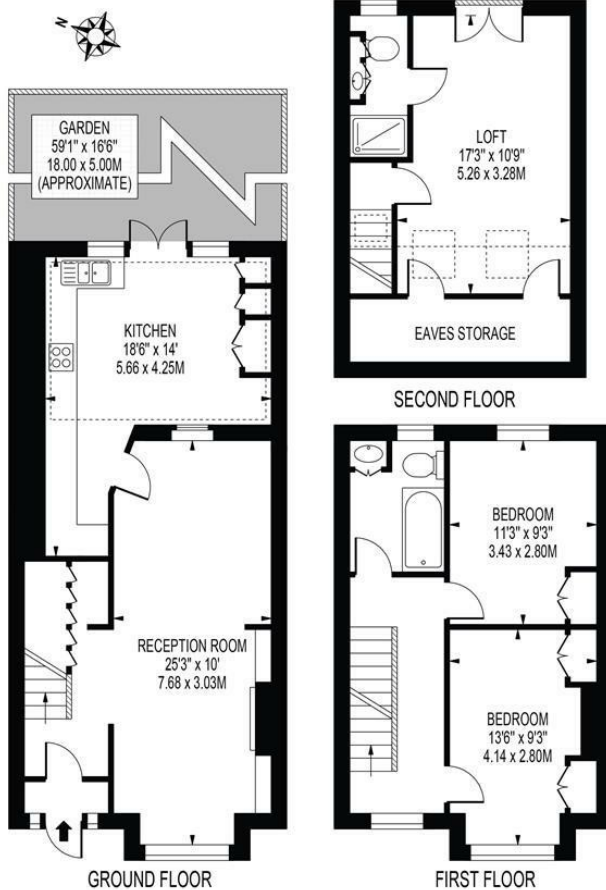 N
GARDEN
59'1" x 16'6"
18.00 x 5.00M
(APPROXIMATE)
KITCHEN
18'6" x 14'
5.66 x 4.25M
RECEPTION ROOM
25'3" x 10'
7.68 x 3.03M
GROUND FLOOR
LOFT
17'3" x 10'9"
5.26 x 3.28M
EAVES STORAGE
SECOND FLOOR
BEDROOM
11'3" x 9'3"
3.43 x 2.80M
BEDROOM
13'6" x 9'3"
4.14 x 2.80M
FIRST FLOOR